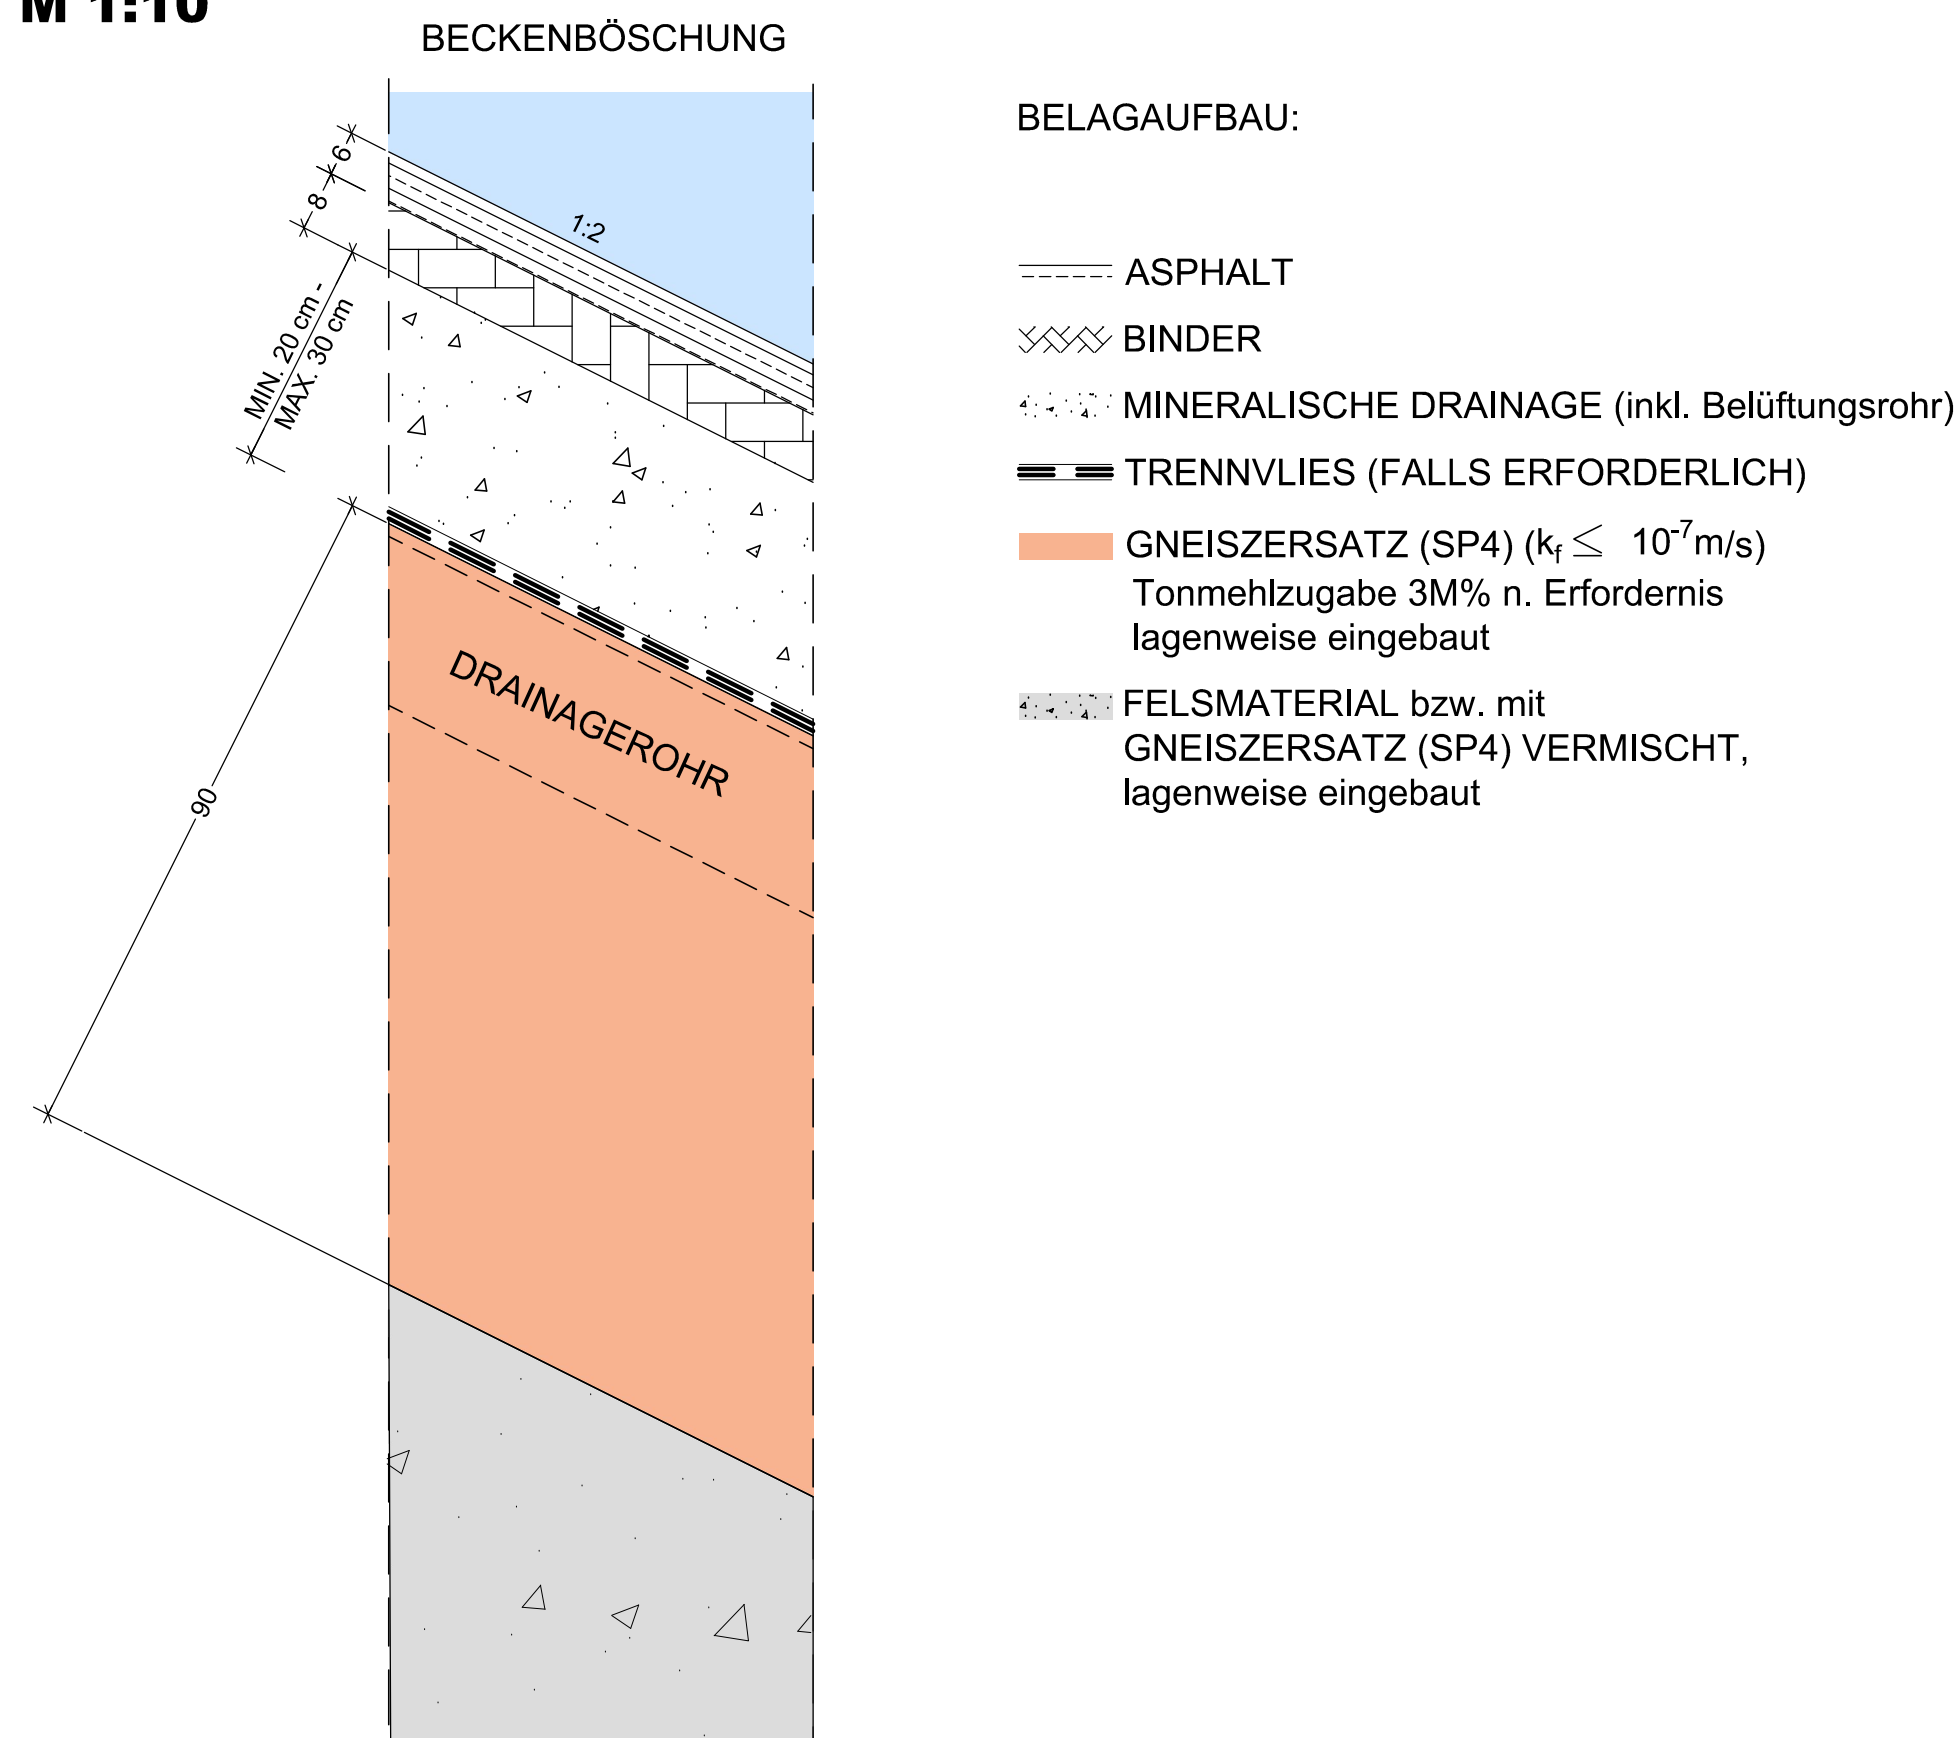 M 1:10
BECKENBÖSCHUNG
6
8
1:2
MIN. 20 cm -
MAX. 30 cm
90
DRAINAGEROHR
BELAGAUFBAU:
ASPHALT
BINDER
MINERALISCHE DRAINAGE (inkl. Belüftungsrohr)
TRENNVLIES (FALLS ERFORDERLICH)
GNEISZERSATZ (SP4) (kf ≤ 10⁻⁷m/s)
Tonmehlzugabe 3M% n. Erfordernis
lagenweise eingebaut
FELSMATERIAL bzw. mit
GNEISZERSATZ (SP4) VERMISCHT,
lagenweise eingebaut